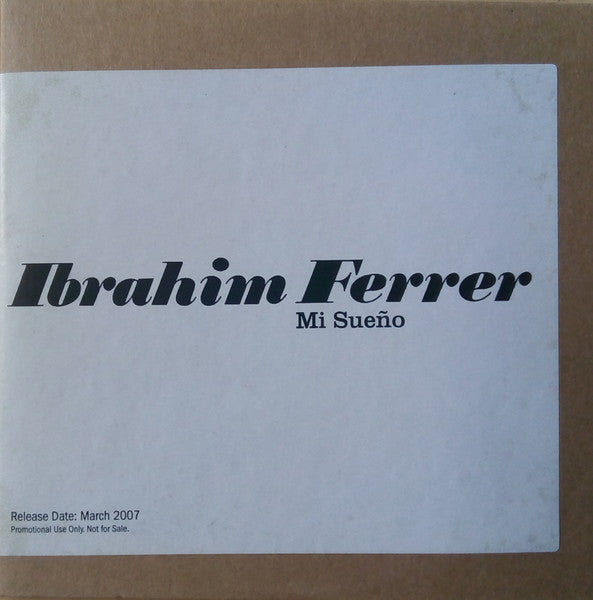 Ibrahim Ferrer
Mi Sueño
Release Date: March 2007
Promotional Use Only. Not for Sale.